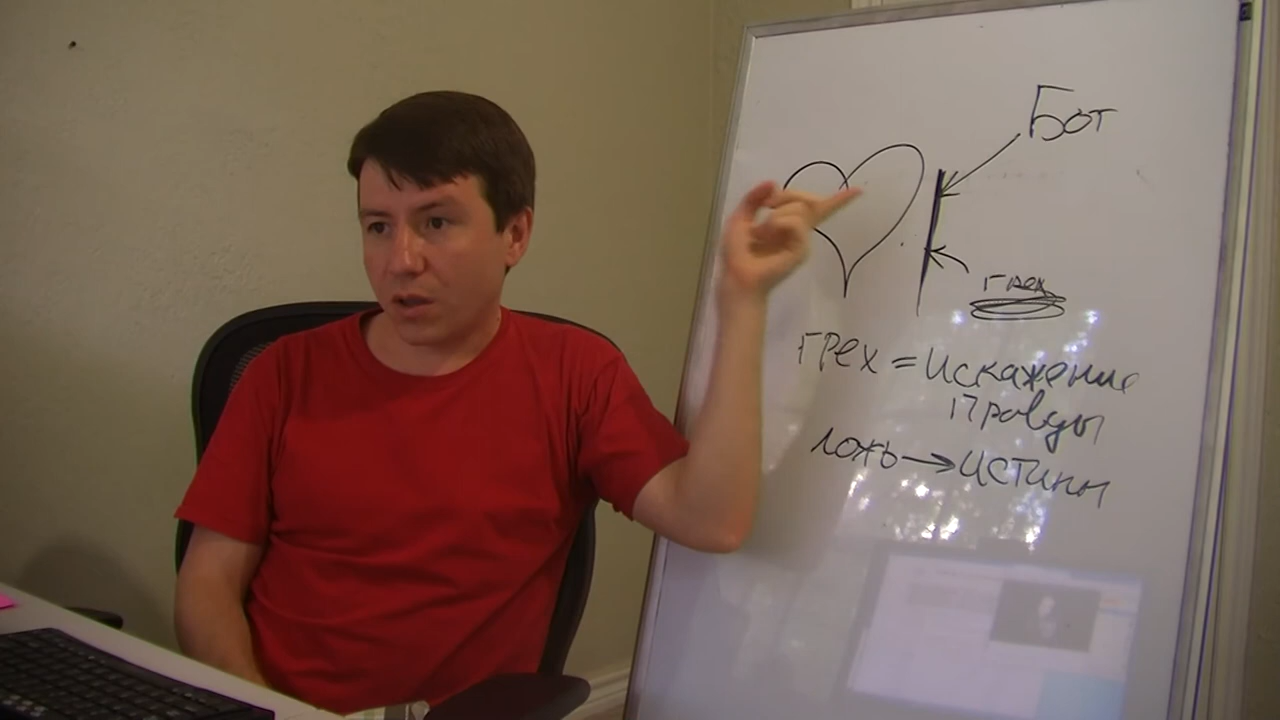 Бог
грех
грех = Искажение
Правды
ложь → истины